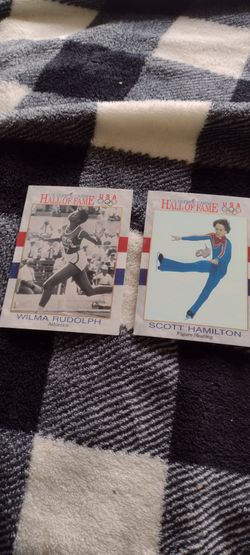 HALL OF FAME USA
WILMA RUDOLPH
Athletics
HALL OF FAME USA
SCOTT HAMILTON
Figure Skating